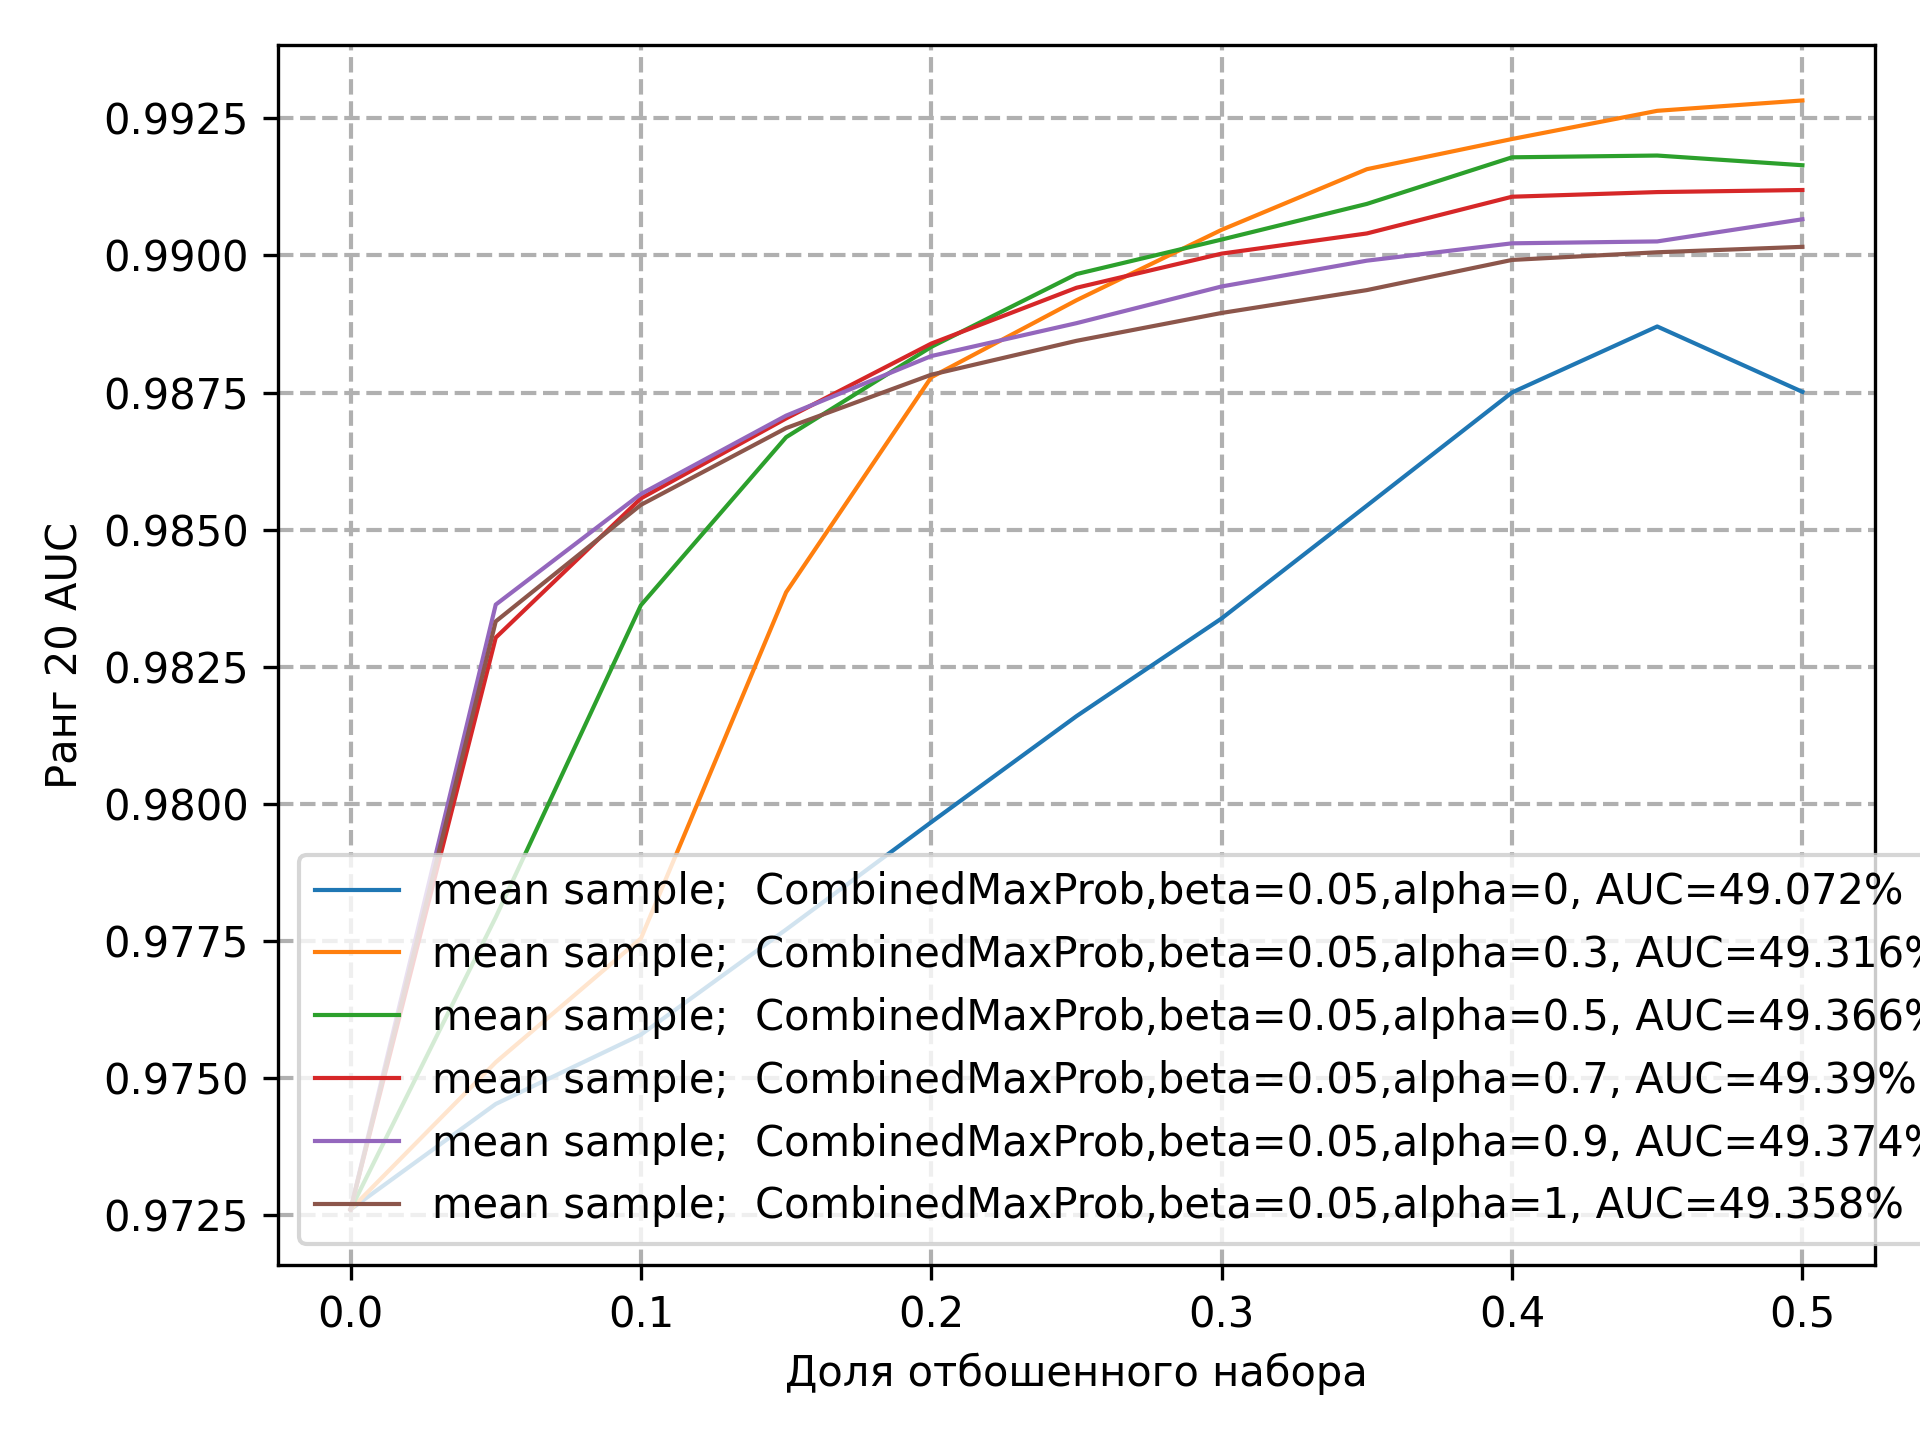 0.9925
0.9900
0.9875
0.9850
0.9825
0.9800
0.9775
0.9750
0.9725
Ранг 20 AUC
mean sample;  CombinedMaxProb,beta=0.05,alpha=0, AUC=49.072%
mean sample;  CombinedMaxProb,beta=0.05,alpha=0.3, AUC=49.316%
mean sample;  CombinedMaxProb,beta=0.05,alpha=0.5, AUC=49.366%
mean sample;  CombinedMaxProb,beta=0.05,alpha=0.7, AUC=49.39%
mean sample;  CombinedMaxProb,beta=0.05,alpha=0.9, AUC=49.374%
mean sample;  CombinedMaxProb,beta=0.05,alpha=1, AUC=49.358%
0.0 0.1 0.2 0.3 0.4 0.5
Доля отбошенного набора